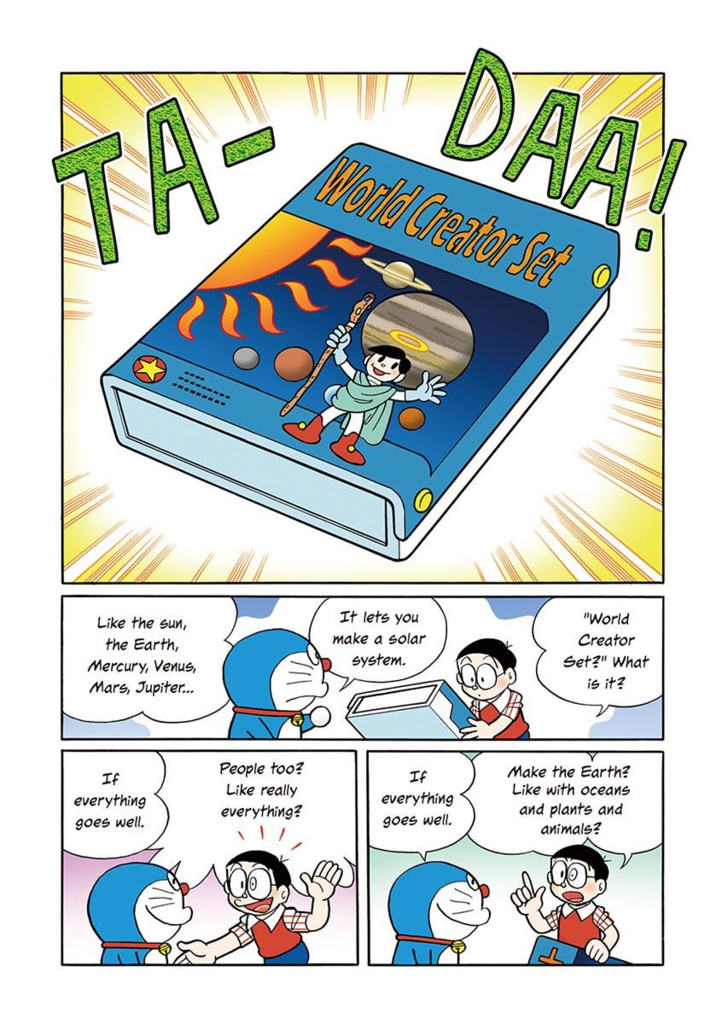 TA-
DAA!
World Creator Set
"World
Creator
Set?" What
is it?
It lets you
make a solar
system.
Like the sun,
the Earth,
Mercury, Venus,
Mars, Jupiter...
Make the Earth?
Like with oceans
and plants and
animals?
If
everything
goes well.
People too?
Like really
everything?
If
everything
goes well.